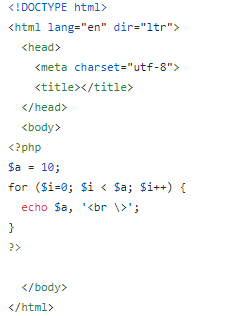 <!DOCTYPE html>
<html lang="en" dir="ltr">
  <head>
    <meta charset="utf-8">
    <title></title>
  </head>
  <body>
<?php
$a = 10;
for ($i=0; $i < $a; $i++) {
  echo $a, '<br \>';
}
?>

  </body>
</html>